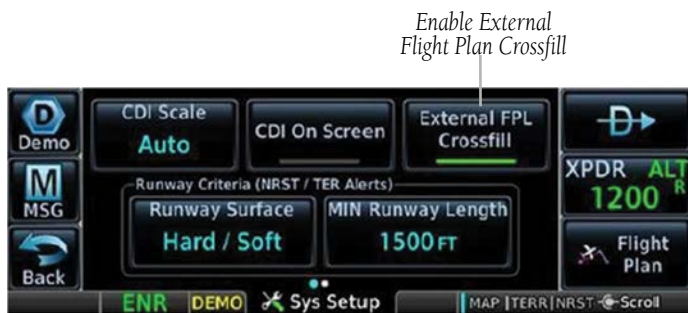 Enable External
Flight Plan Crossfill
D
Demo
M
MSG
Back
CDI Scale
Auto
CDI On Screen
External FPL
Crossfill
Runway Criteria (NRST / TER Alerts)
Runway Surface
Hard / Soft
MIN Runway Length
1500 FT
D
XPDR ALT
1200 R
Flight
Plan
ENR DEMO Sys Setup MAP TERR NRST Scroll